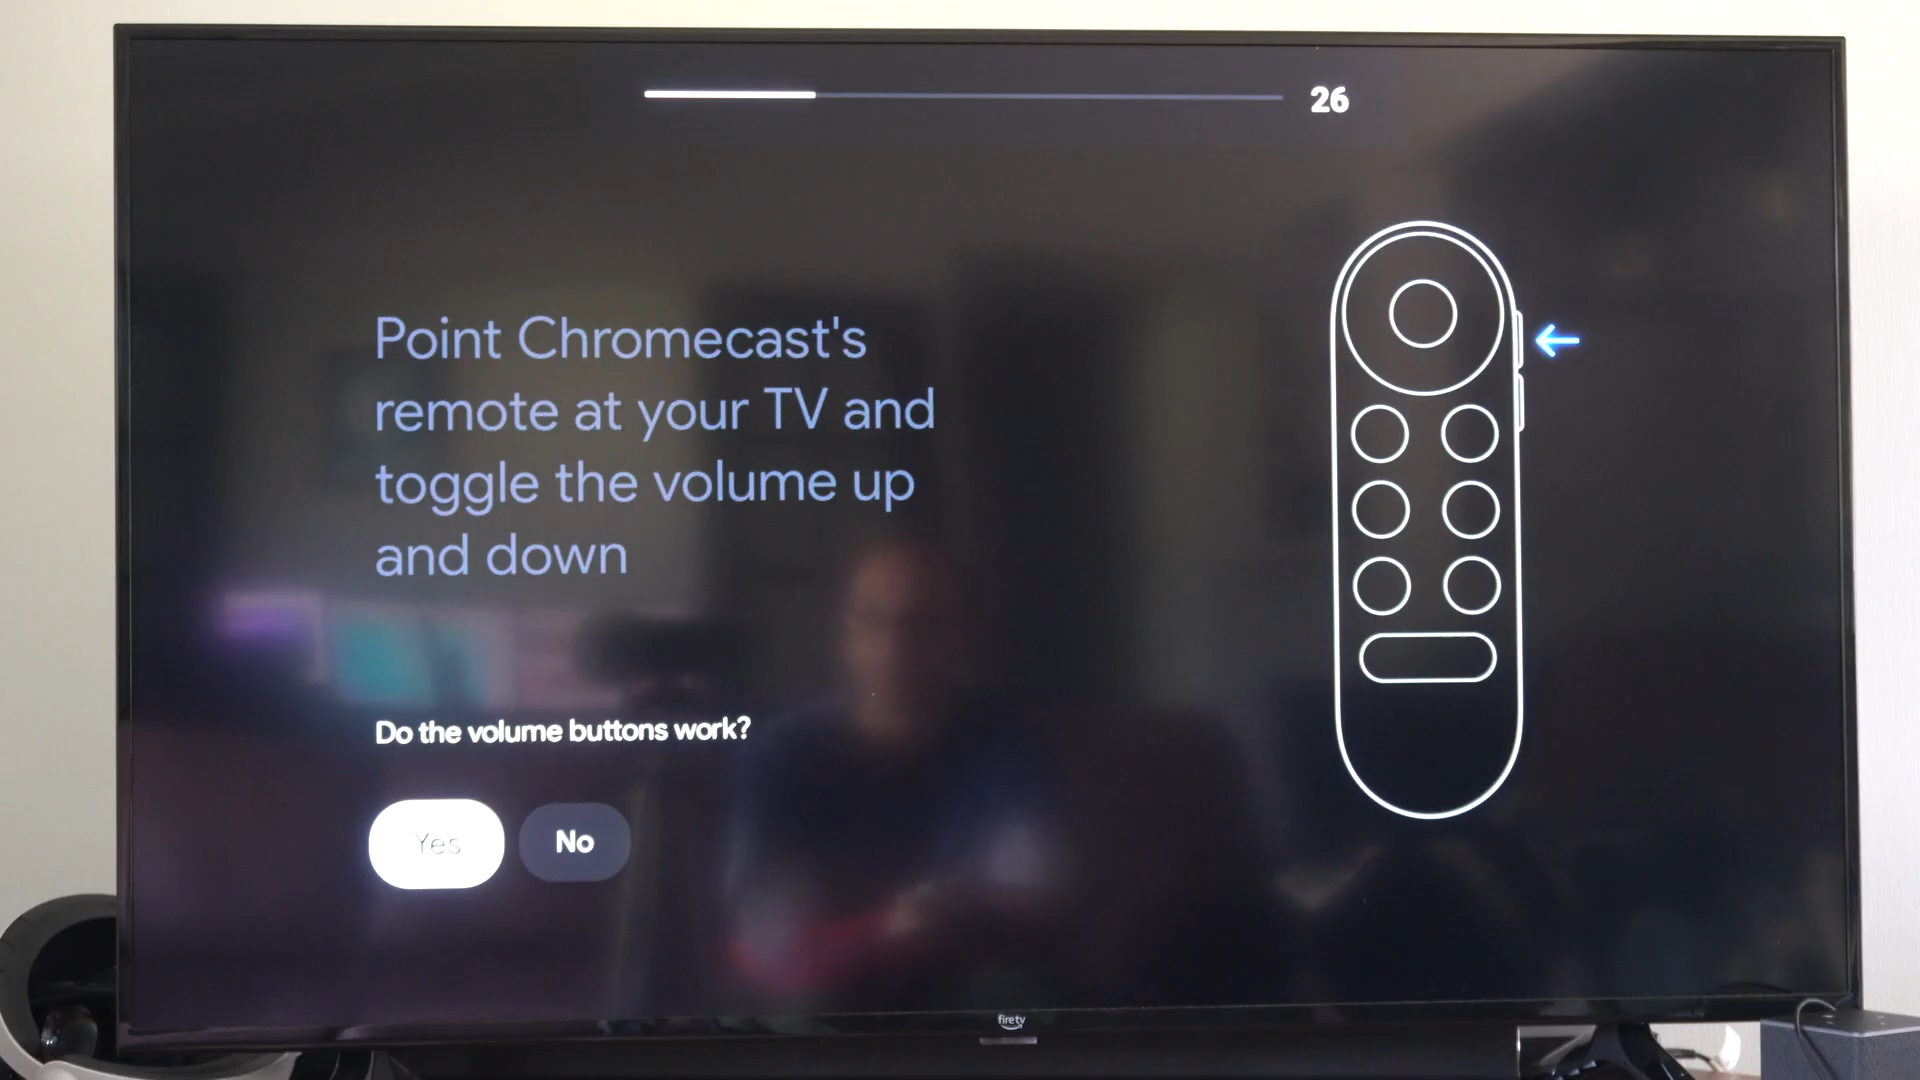 26
Point Chromecast's
remote at your TV and
toggle the volume up
and down
Do the volume buttons work?
Yes
No
fire tv